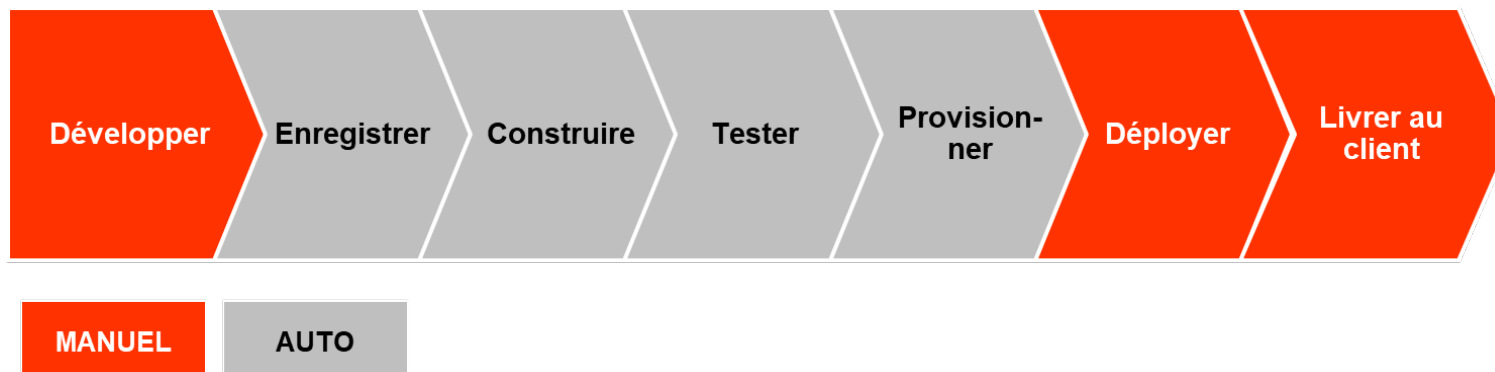 Développer
Enregistrer
Construire
Tester
Provision-
ner
Déployer
Livrer au
client
MANUEL
AUTO